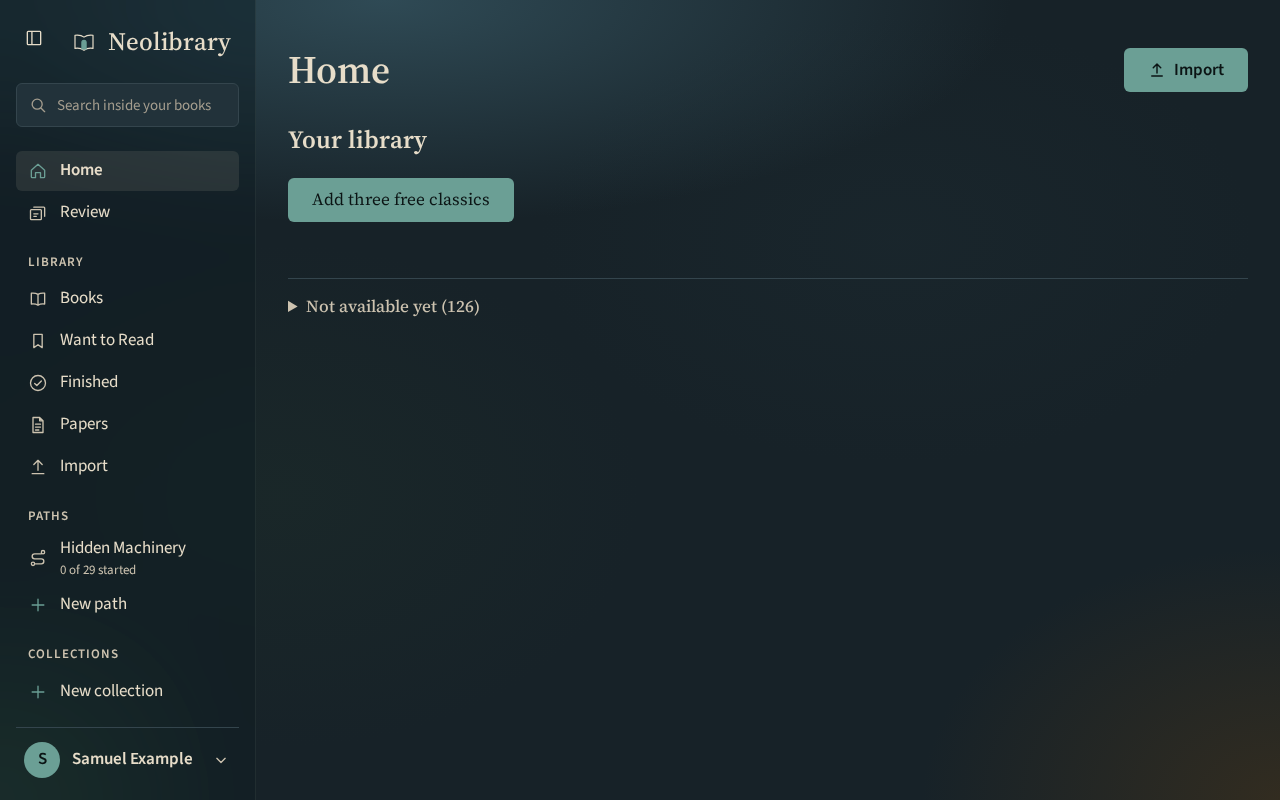 Neolibrary
Search inside your books
Home
Review
LIBRARY
Books
Want to Read
Finished
Papers
Import
PATHS
Hidden Machinery
0 of 29 started
New path
COLLECTIONS
New collection
S
Samuel Example
Home
Import
Your library
Add three free classics
Not available yet (126)